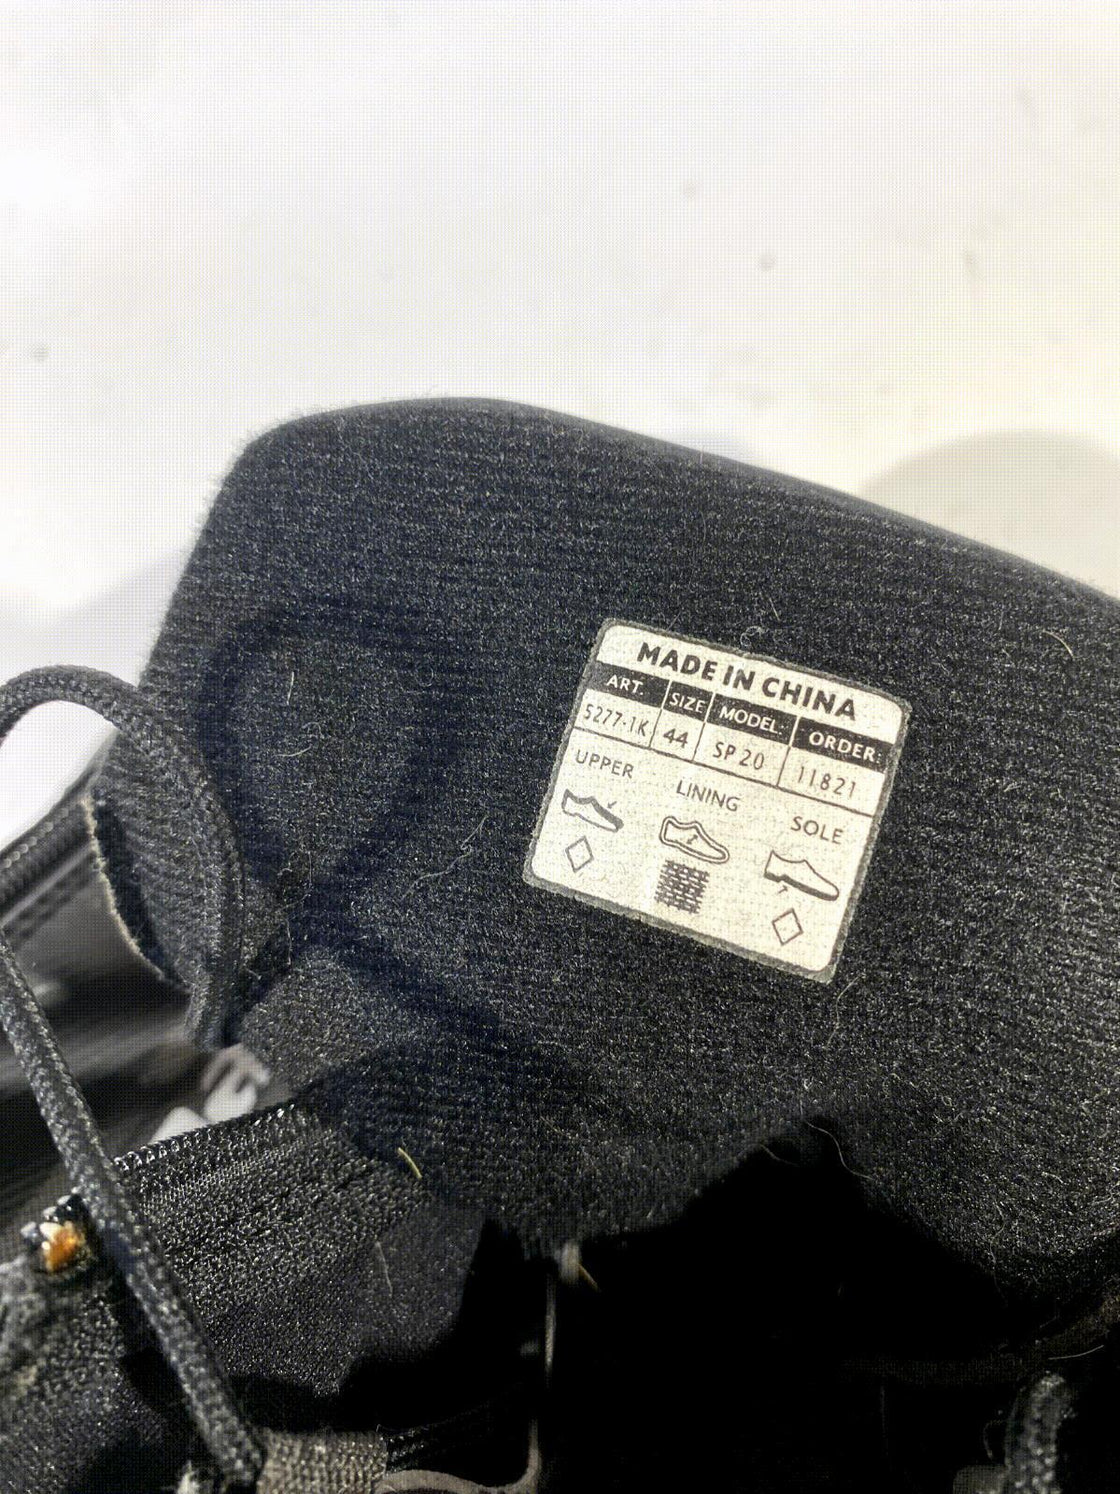 MADE IN CHINA
ART. SIZE MODEL: ORDER:
5277-1K 44 SP 20 11821
UPPER LINING SOLE